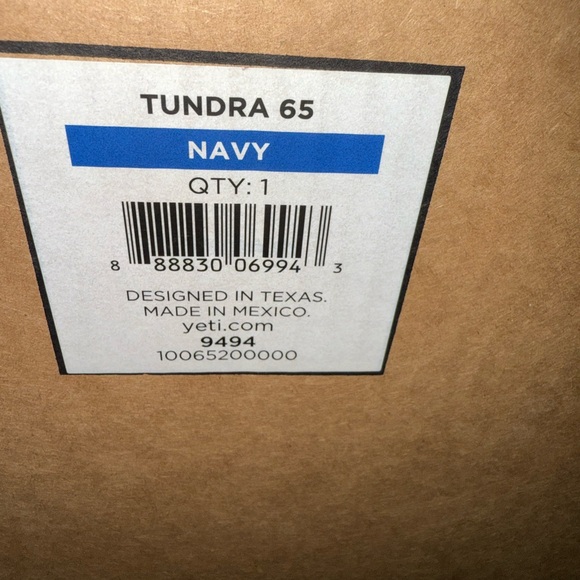 TUNDRA 65
NAVY
QTY: 1
8 88830 06994 3
DESIGNED IN TEXAS.
MADE IN MEXICO.
yeti.com
9494
10065200000